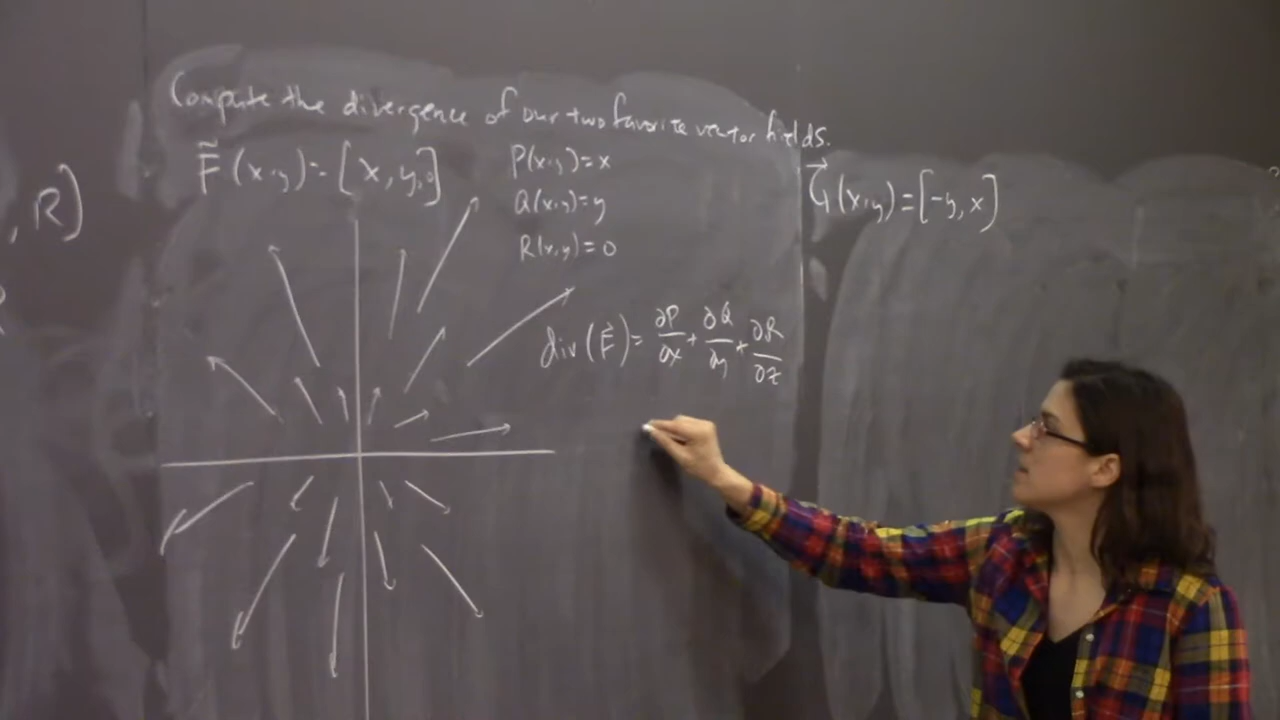 Compute the divergence of our two favorite vector fields.
, R]
F⃗(x,y)=[x,y,0]
P(x,y)=x
Q(x,y)=y
R(x,y)=0
div(F⃗)= ∂P/∂x + ∂Q/∂y + ∂R/∂z
G⃗(x,y)=[-y,x]